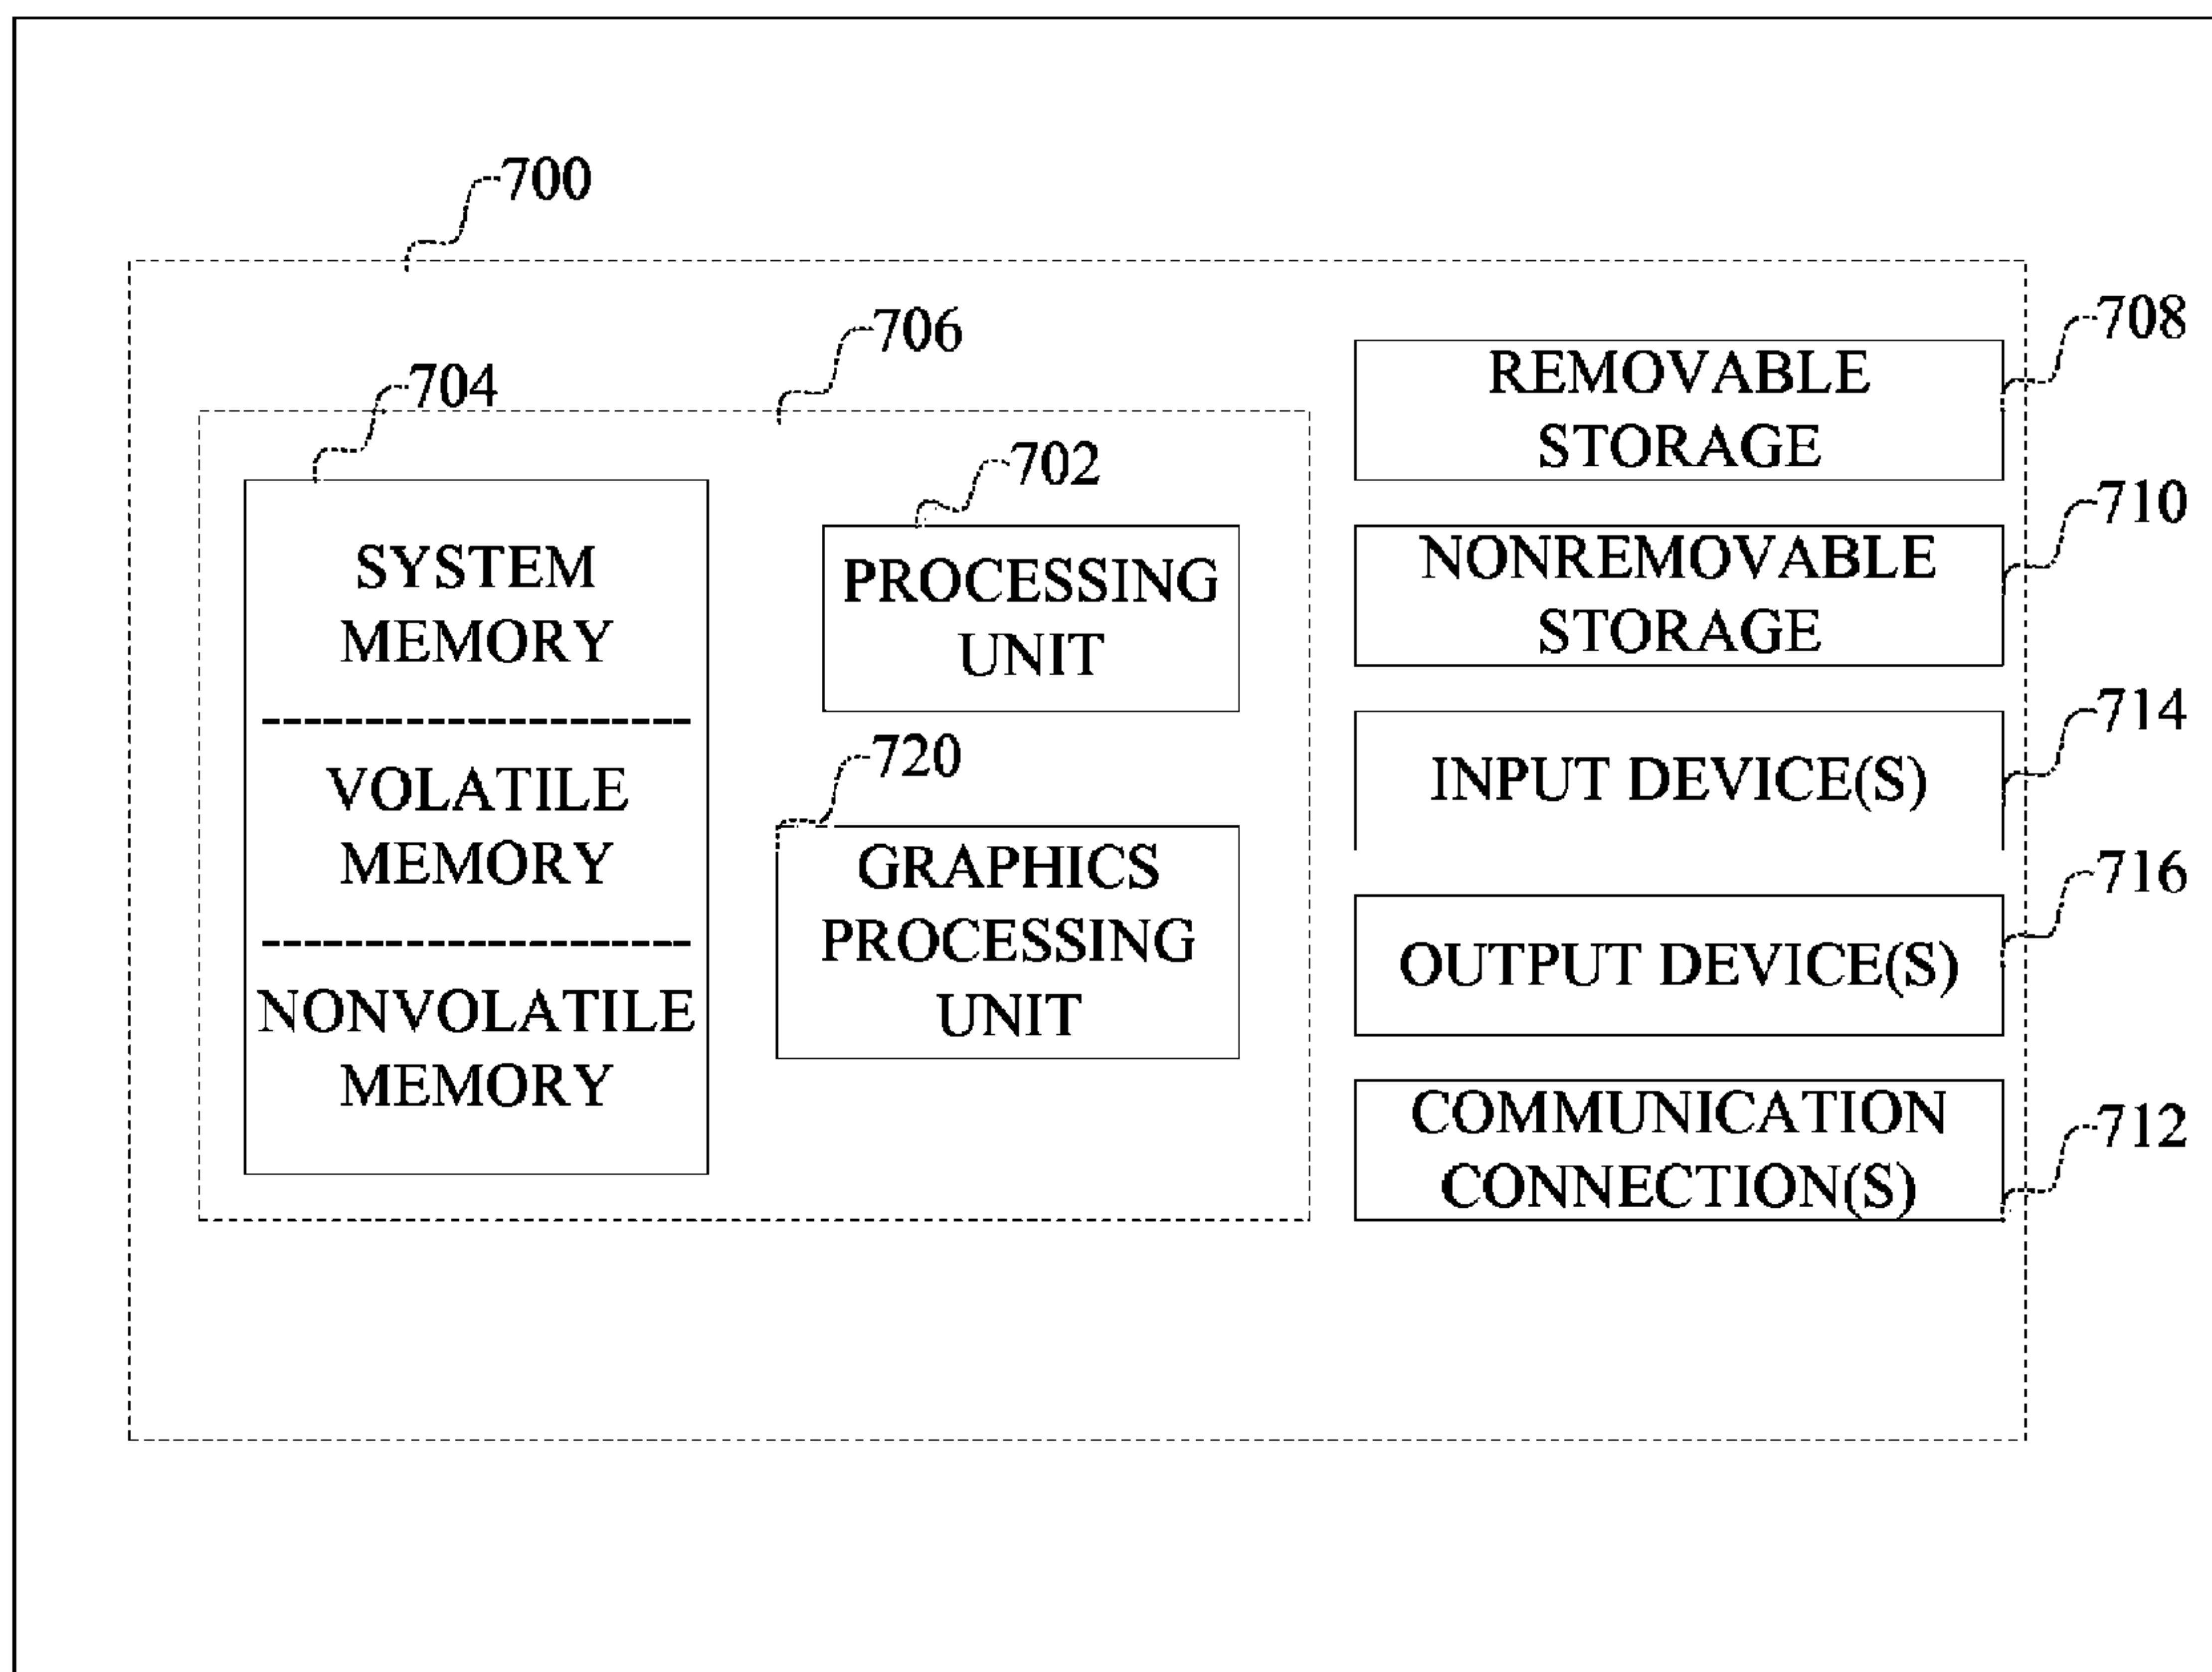 700
706
704
702
SYSTEM
MEMORY
VOLATILE
MEMORY
NONVOLATILE
MEMORY
PROCESSING
UNIT
720
GRAPHICS
PROCESSING
UNIT
708
REMOVABLE
STORAGE
710
NONREMOVABLE
STORAGE
714
INPUT DEVICE(S)
716
OUTPUT DEVICE(S)
712
COMMUNICATION
CONNECTION(S)